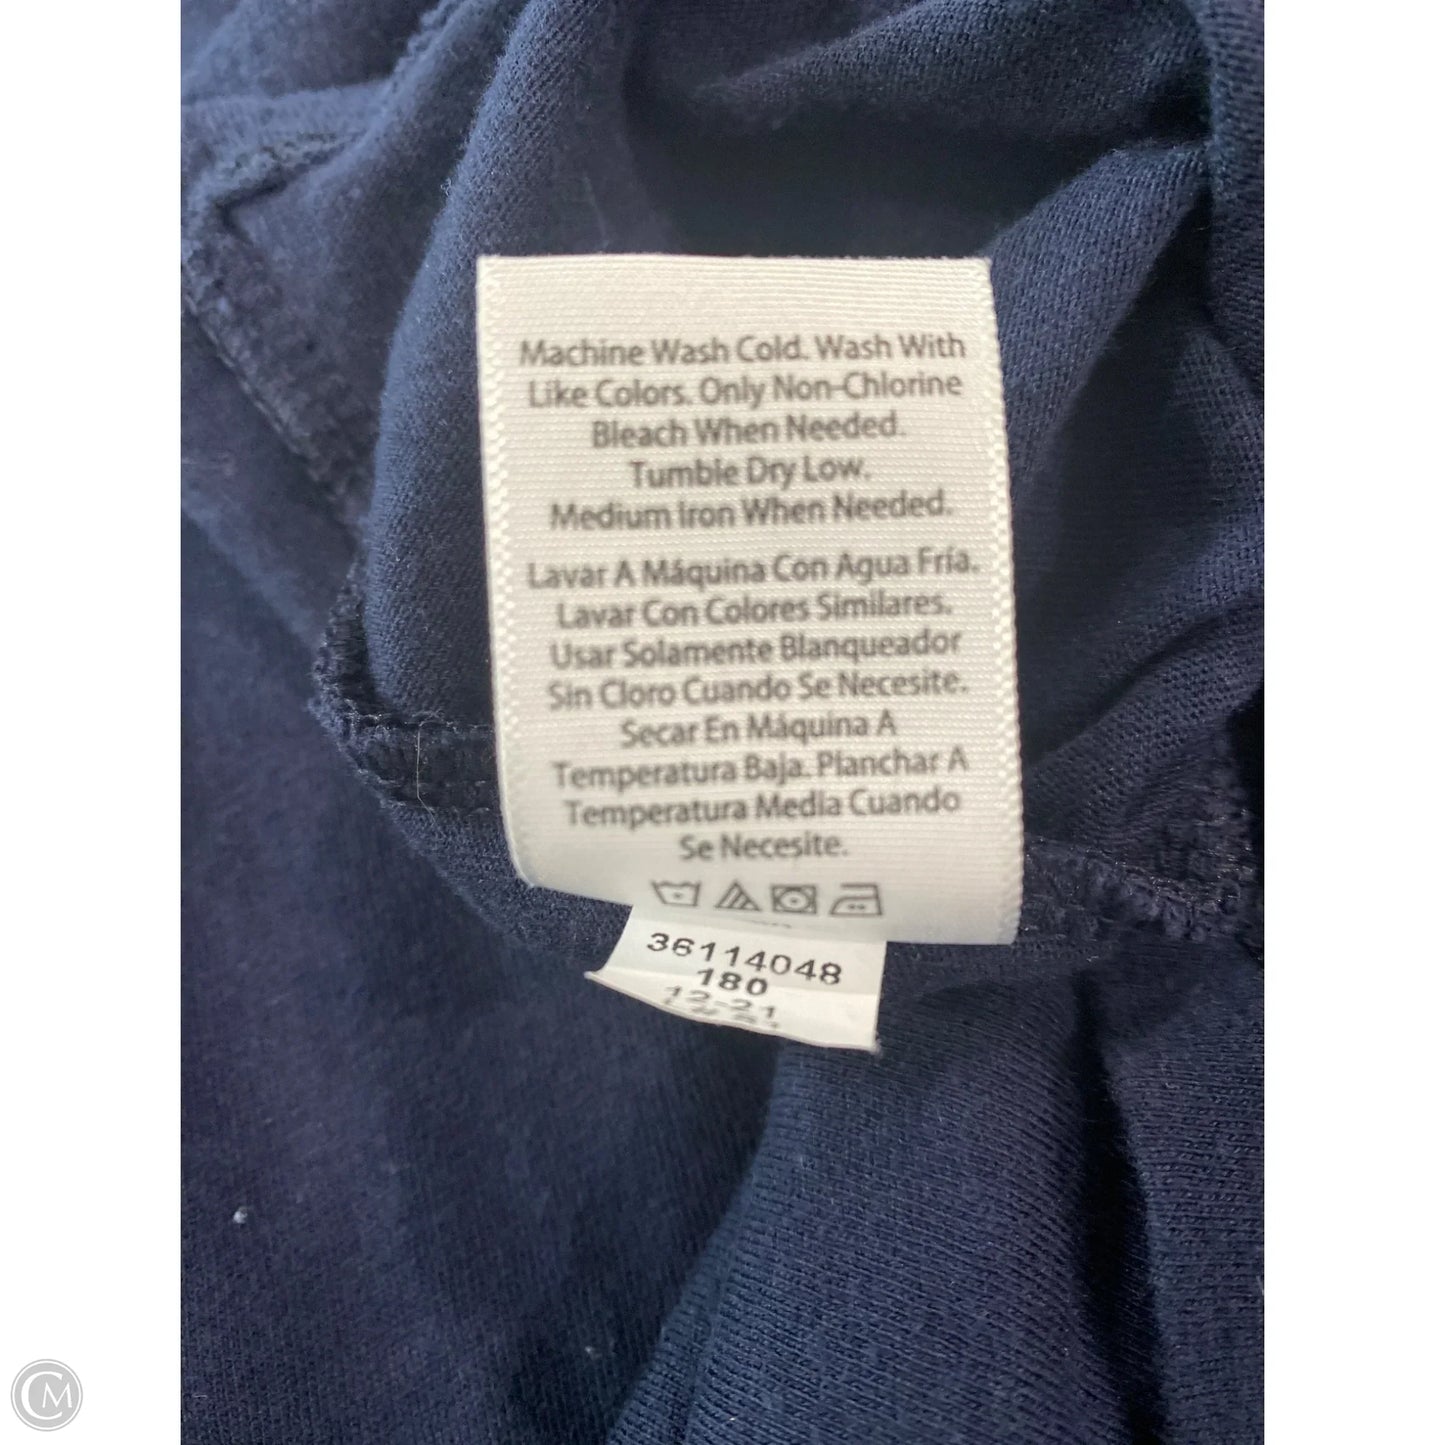 Machine Wash Cold. Wash With
Like Colors. Only Non-Chlorine
Bleach When Needed.
Tumble Dry Low.
Medium Iron When Needed.
Lavar A Máquina Con Agua Fría.
Lavar Con Colores Similares.
Usar Solamente Blanqueador
Sin Cloro Cuando Se Necesite.
Secar En Máquina A
Temperatura Baja. Planchar A
Temperatura Media Cuando
Se Necesite.
36114048
180
12-21
CM